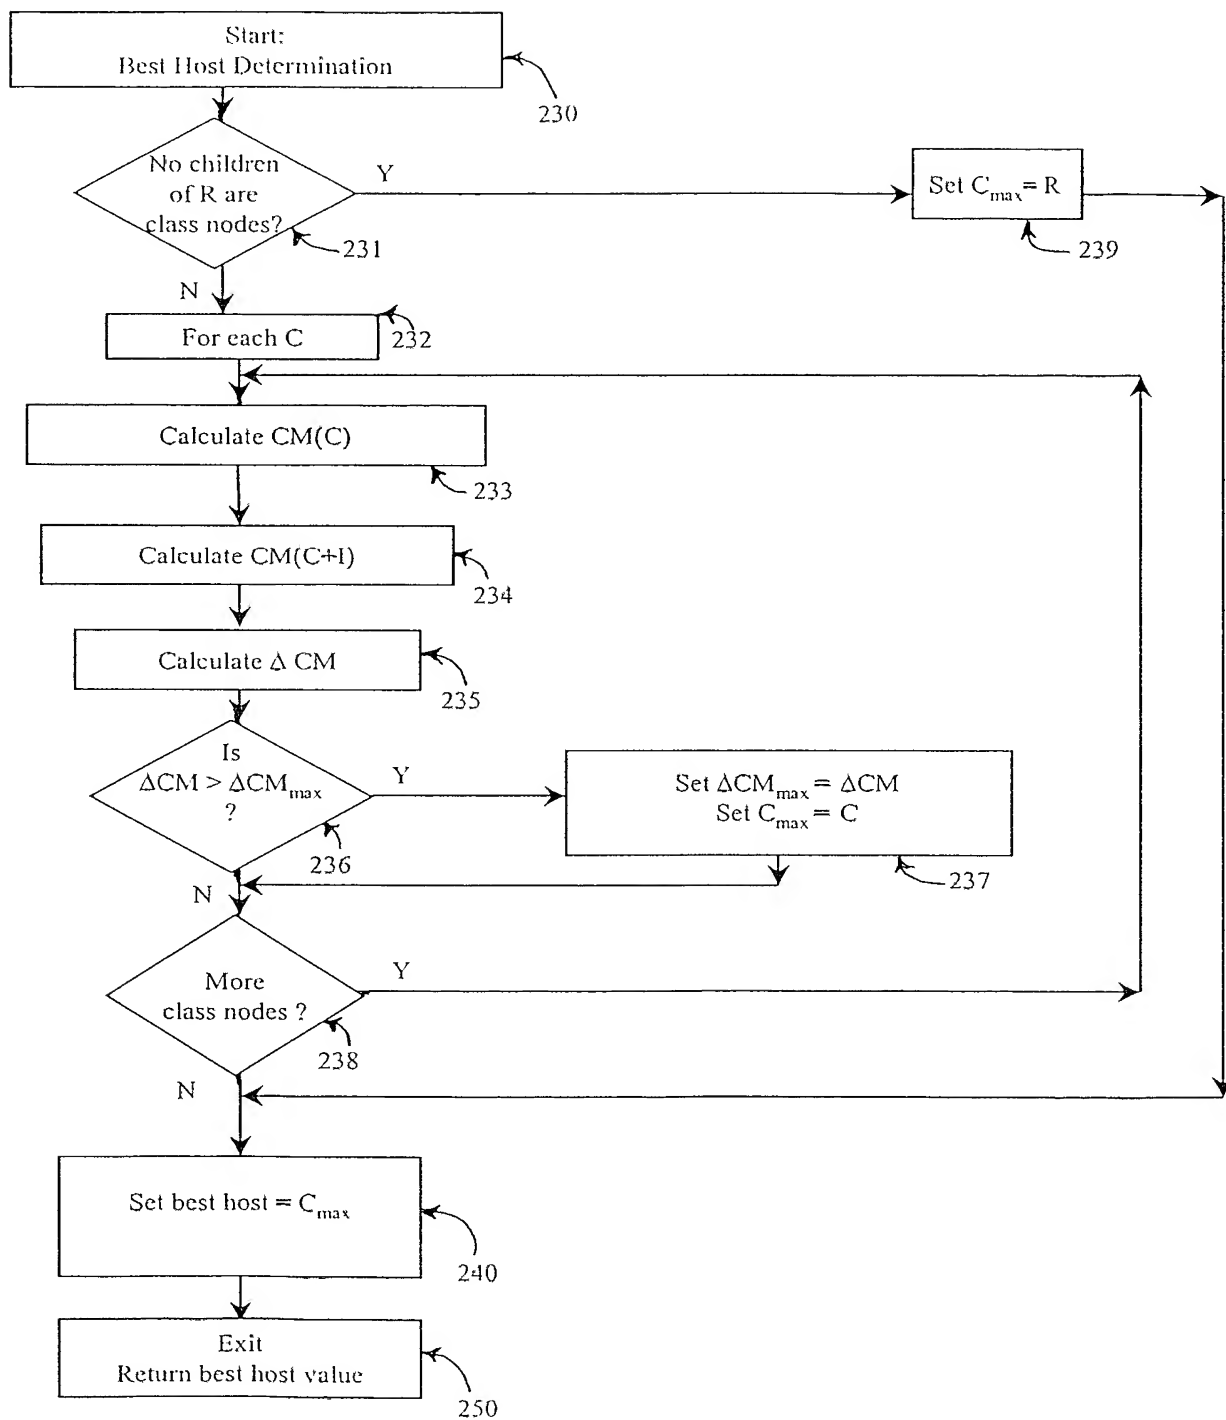 Start:
Best Host Determination
230
No children
of R are
class nodes?
Y
231
Set Cmax = R
239
N
For each C
232
Calculate CM(C)
233
Calculate CM(C+I)
234
Calculate Δ CM
235
Is
ΔCM > ΔCMmax
?
Y
236
Set ΔCMmax = ΔCM
Set Cmax = C
237
N
More
class nodes ?
Y
238
N
Set best host = Cmax
240
Exit
Return best host value
250